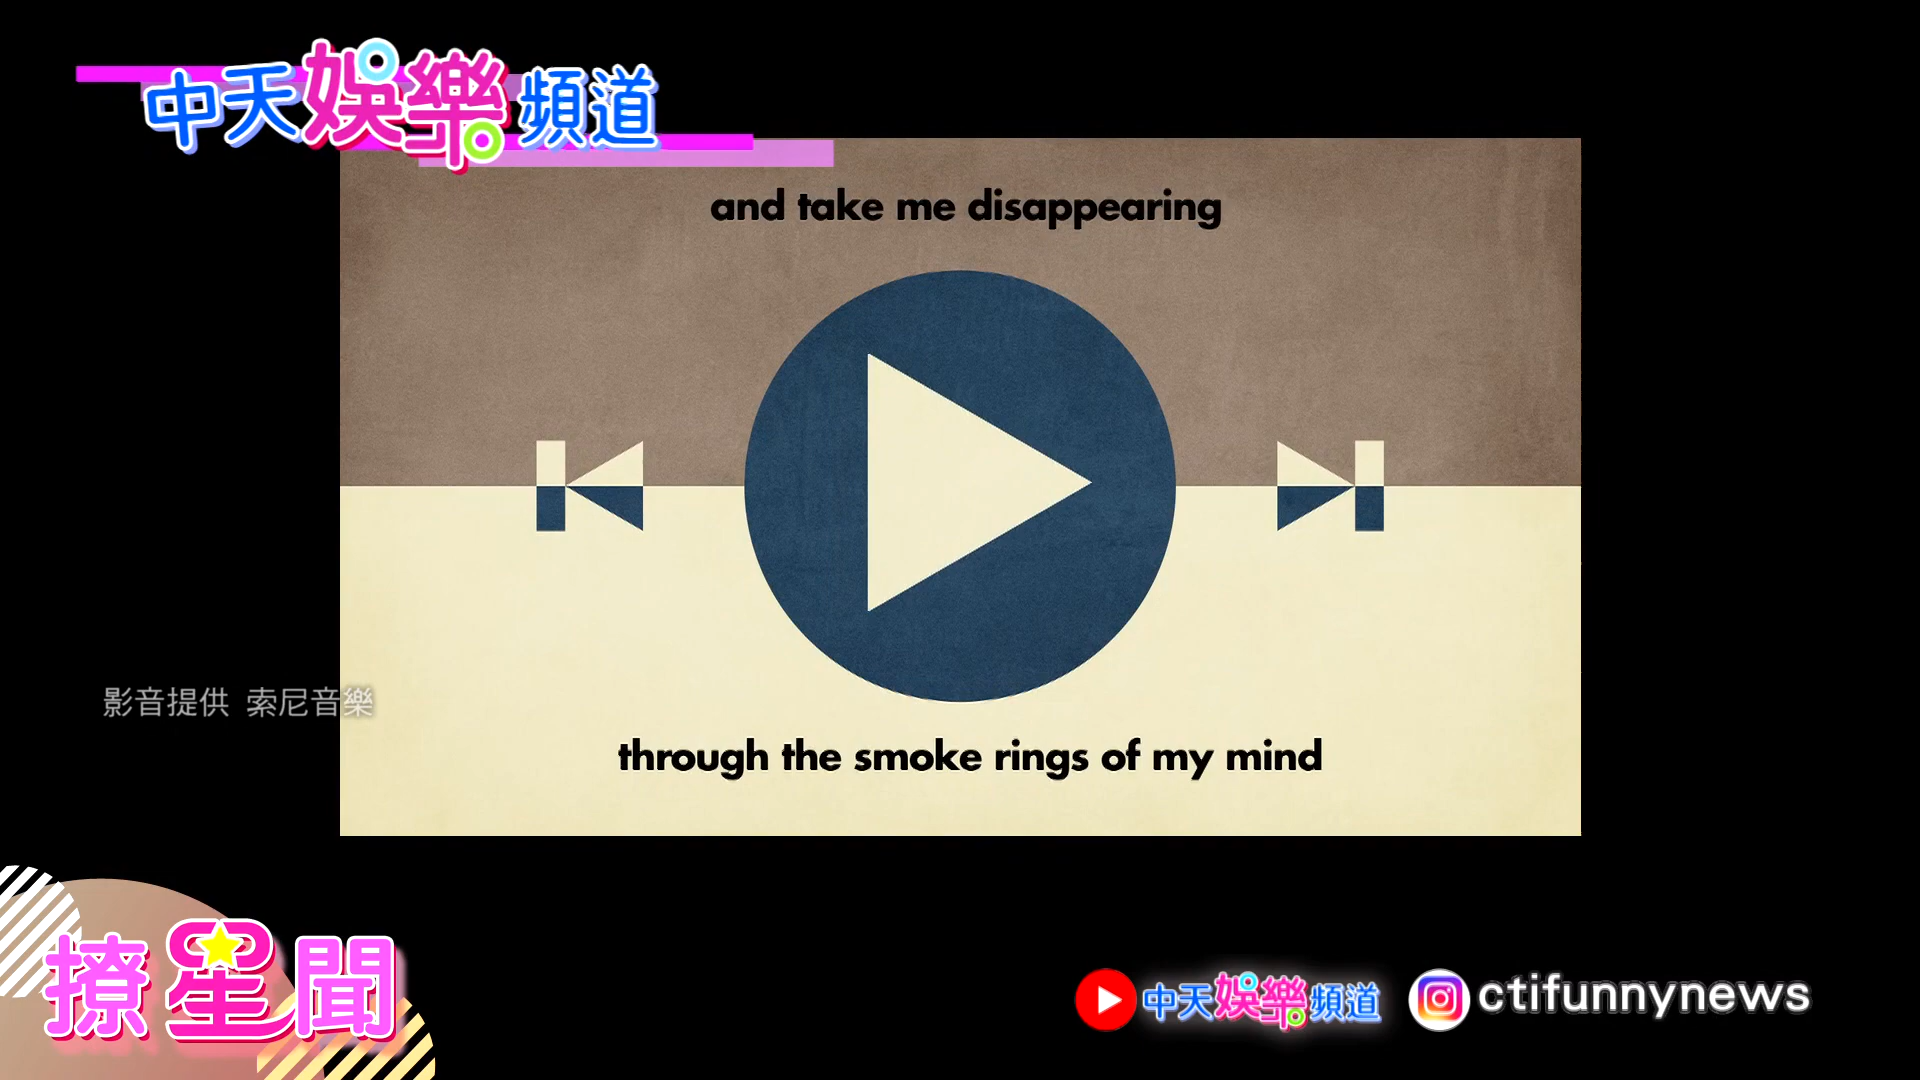 中天娛樂頻道
and take me disappearing
影音提供 索尼音樂
through the smoke rings of my mind
撩星聞
中天娛樂頻道
ctifunnynews